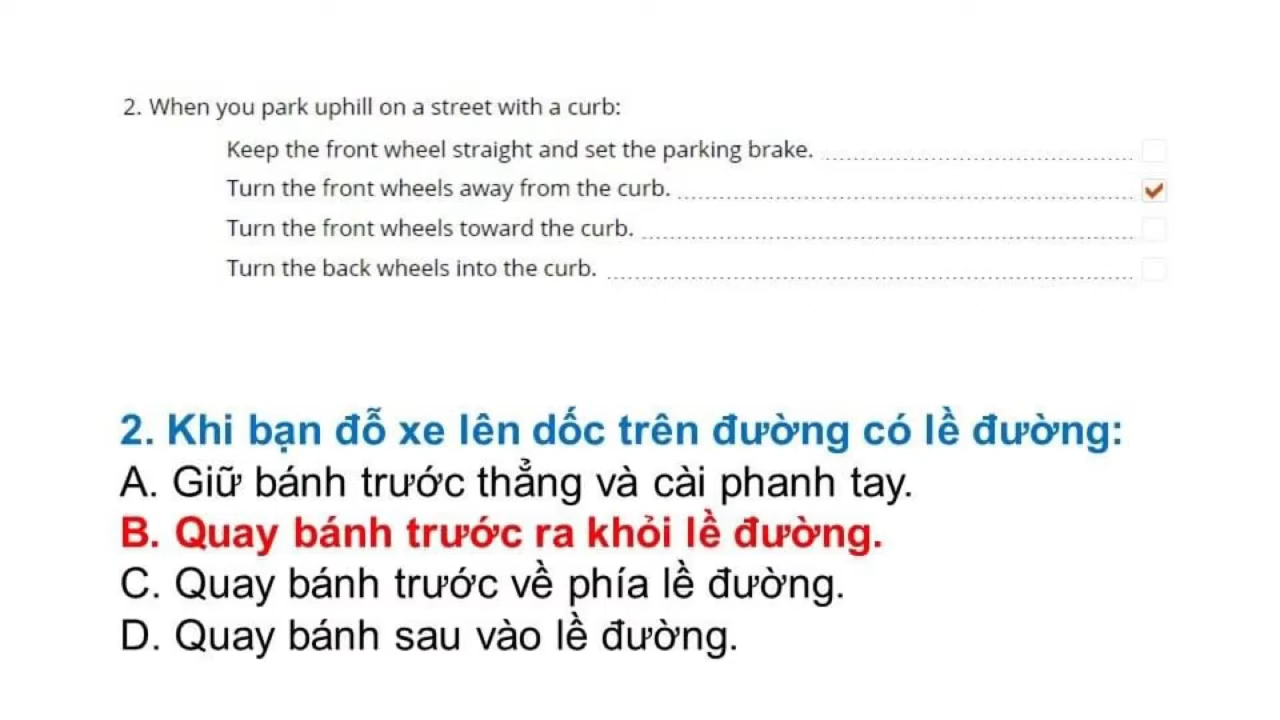 2. When you park uphill on a street with a curb:
Keep the front wheel straight and set the parking brake.
Turn the front wheels away from the curb.
Turn the front wheels toward the curb.
Turn the back wheels into the curb.
2. Khi bạn đỗ xe lên dốc trên đường có lề đường:
A. Giữ bánh trước thẳng và cài phanh tay.
B. Quay bánh trước ra khỏi lề đường.
C. Quay bánh trước về phía lề đường.
D. Quay bánh sau vào lề đường.